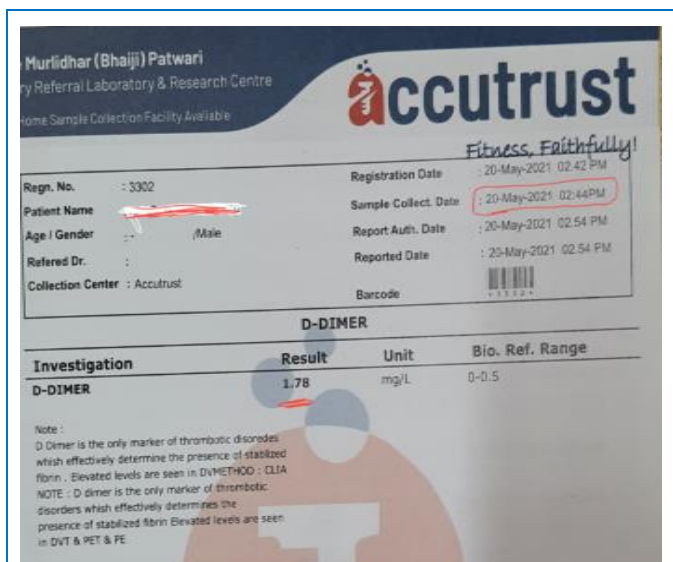 Murlidhar (Bhaiji) Patwari
ry Referral Laboratory & Research Centre
Home Sample Collection Facility Available
accutrust
Fitness, Faithfully!
Regn. No. : 3302
Patient Name
Age / Gender : - /Male
Refered Dr. :
Collection Center : Accutrust
Registration Date : 20-May-2021 02.42 PM
Sample Collect. Date : 20-May-2021 02:44PM
Report Auth. Date : 20-May-2021 02.54 PM
Reported Date : 20-May-2021 02.54 PM
Barcode
D-DIMER
Investigation Result Unit Bio. Ref. Range
D-DIMER 1.78 mg/L 0-0.5
Note :
D Dimer is the only marker of thrombotic disoredes
whish effectively determine the presence of stablized
fibrin . Elevated levels are seen in DVMETHOD : CLIA
NOTE : D dimer is the only marker of thrombotic
disorders whish effectively determines the
presence of stabilized fibrin Elevated levels are seen
in DVT & PET & PE